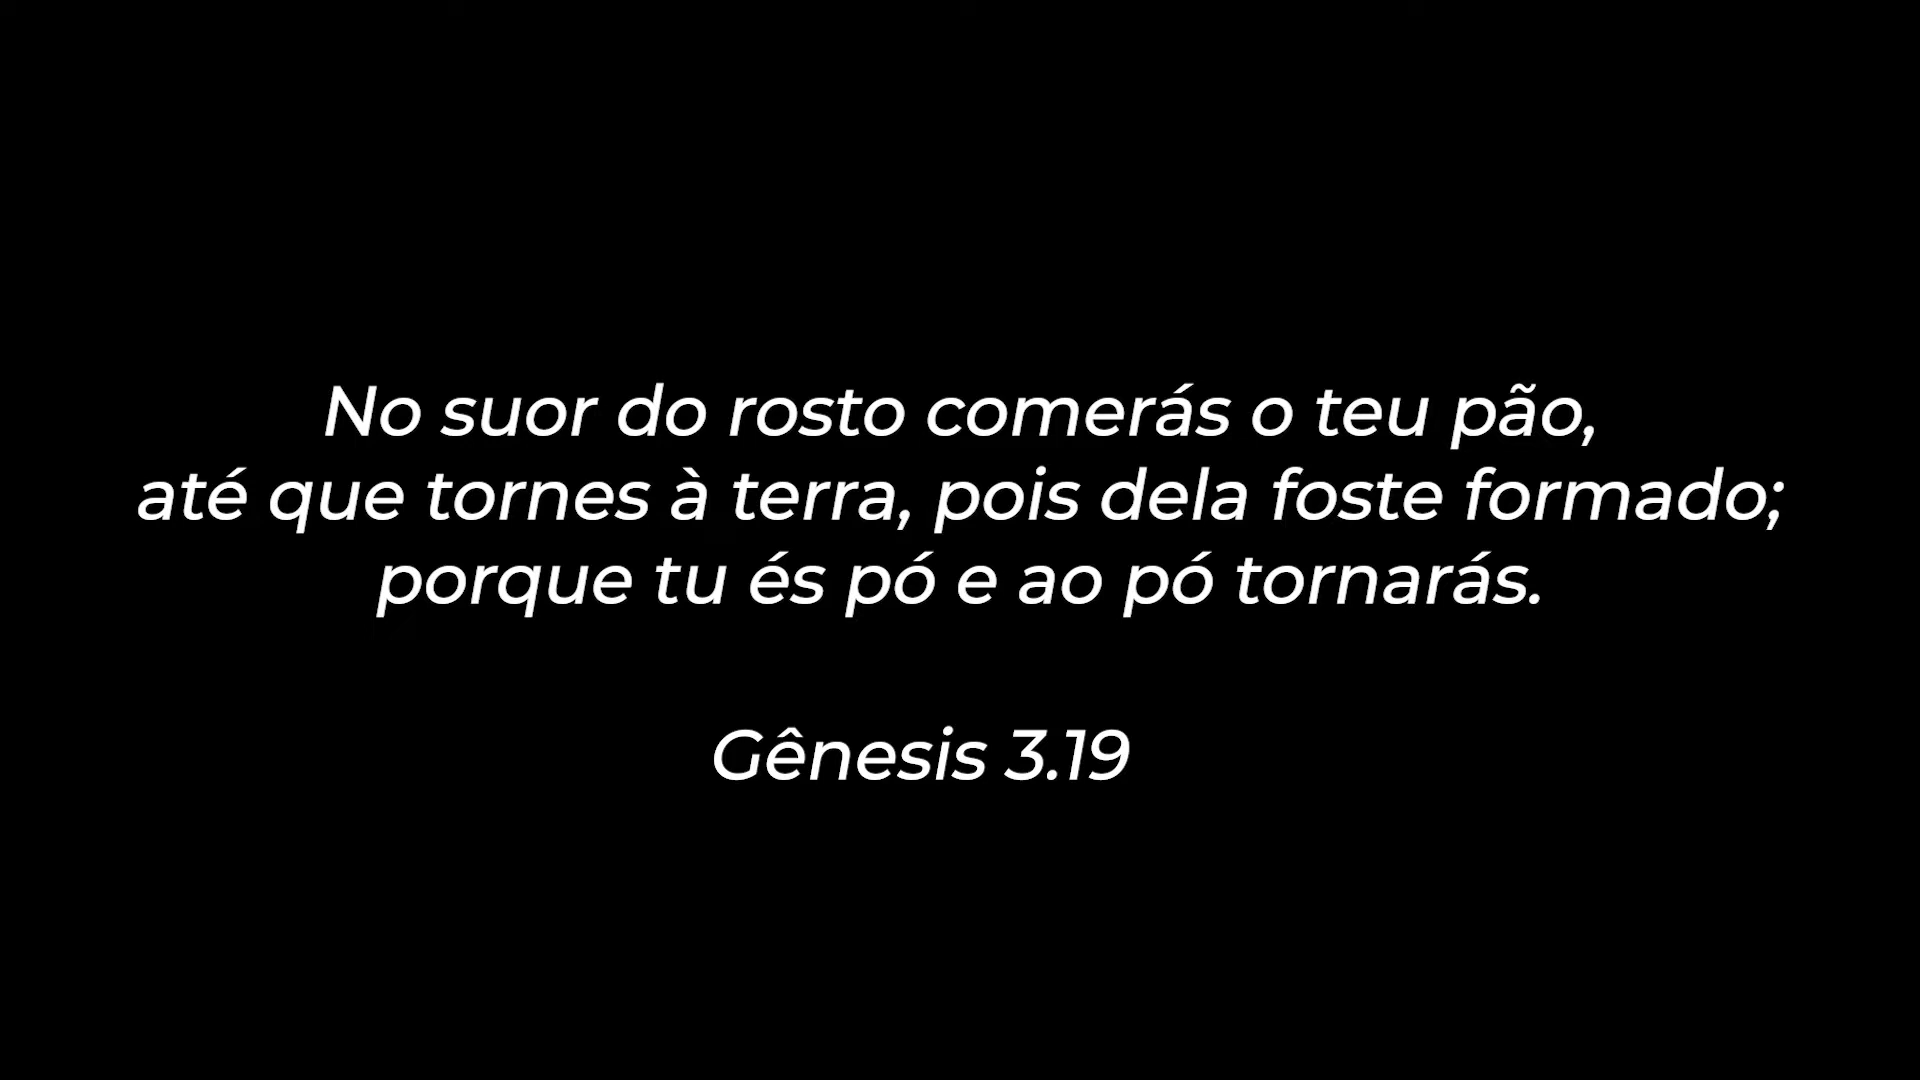 No suor do rosto comerás o teu pão,
até que tornes à terra, pois dela foste formado;
porque tu és pó e ao pó tornarás.
Gênesis 3.19